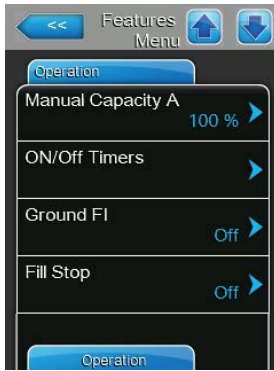 <<
Features
Menu
Operation
Manual Capacity A
100 %
ON/Off Timers
Ground FI
Off
Fill Stop
Off
Operation